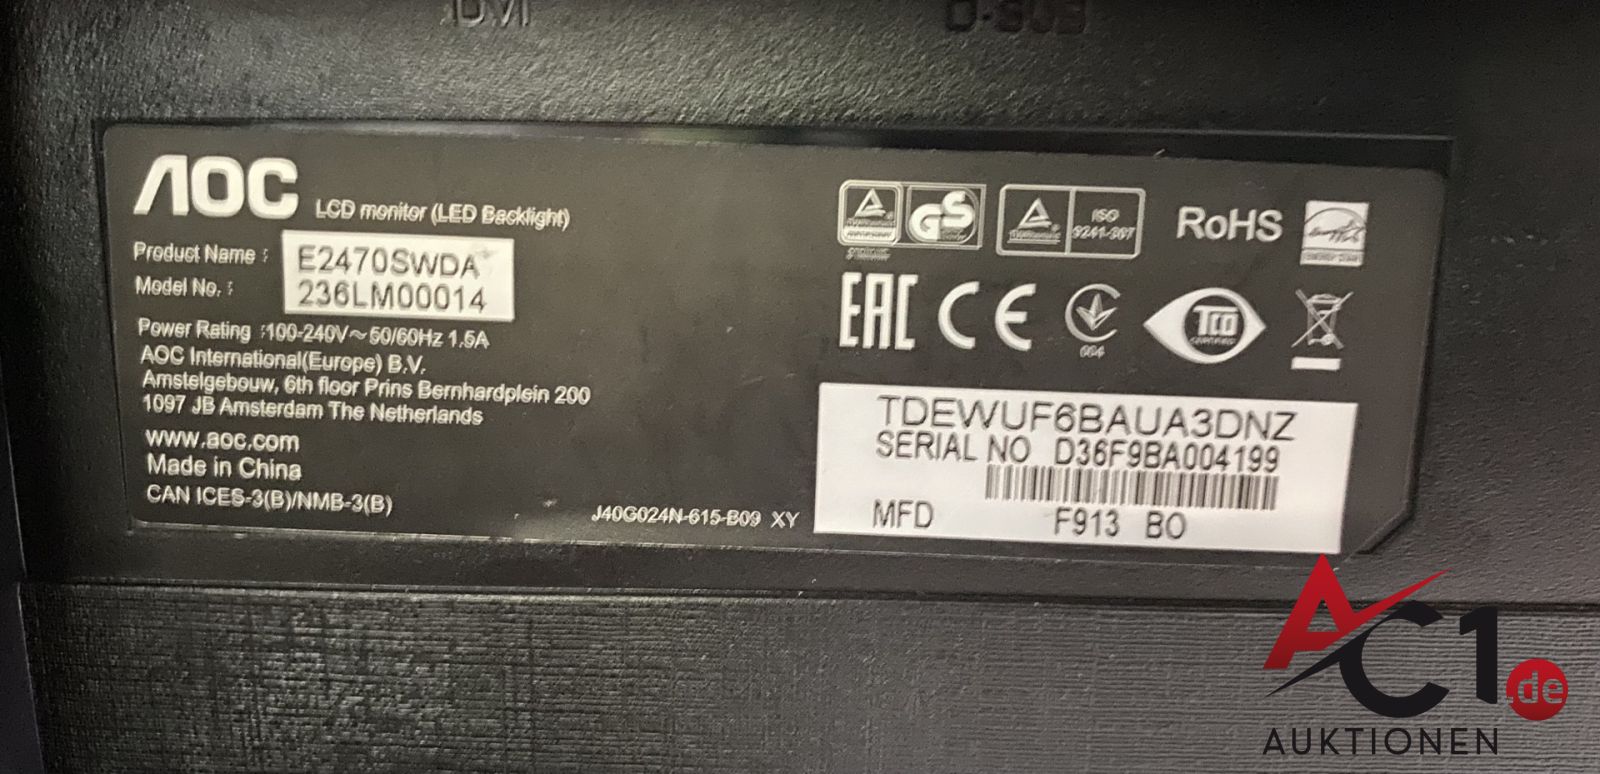 DVI
D-SUB
AOC LCD monitor (LED Backlight)
Product Name : E2470SWDA
Model No. : 236LM00014
Power Rating :100-240V~50/60Hz 1.5A
AOC International(Europe) B.V.
Amstelgebouw, 6th floor Prins Bernhardplein 200
1097 JB Amsterdam The Netherlands
www.aoc.com
Made in China
CAN ICES-3(B)/NMB-3(B)
J40G024N-615-B09 XY
GS
ISO
9241-307
RoHS
EAC CE
004
TCO
CERTIFIED
TDEWUF6BAUA3DNZ
SERIAL NO D36F9BA004199
MFD F913 BO
AC1.de
AUKTIONEN